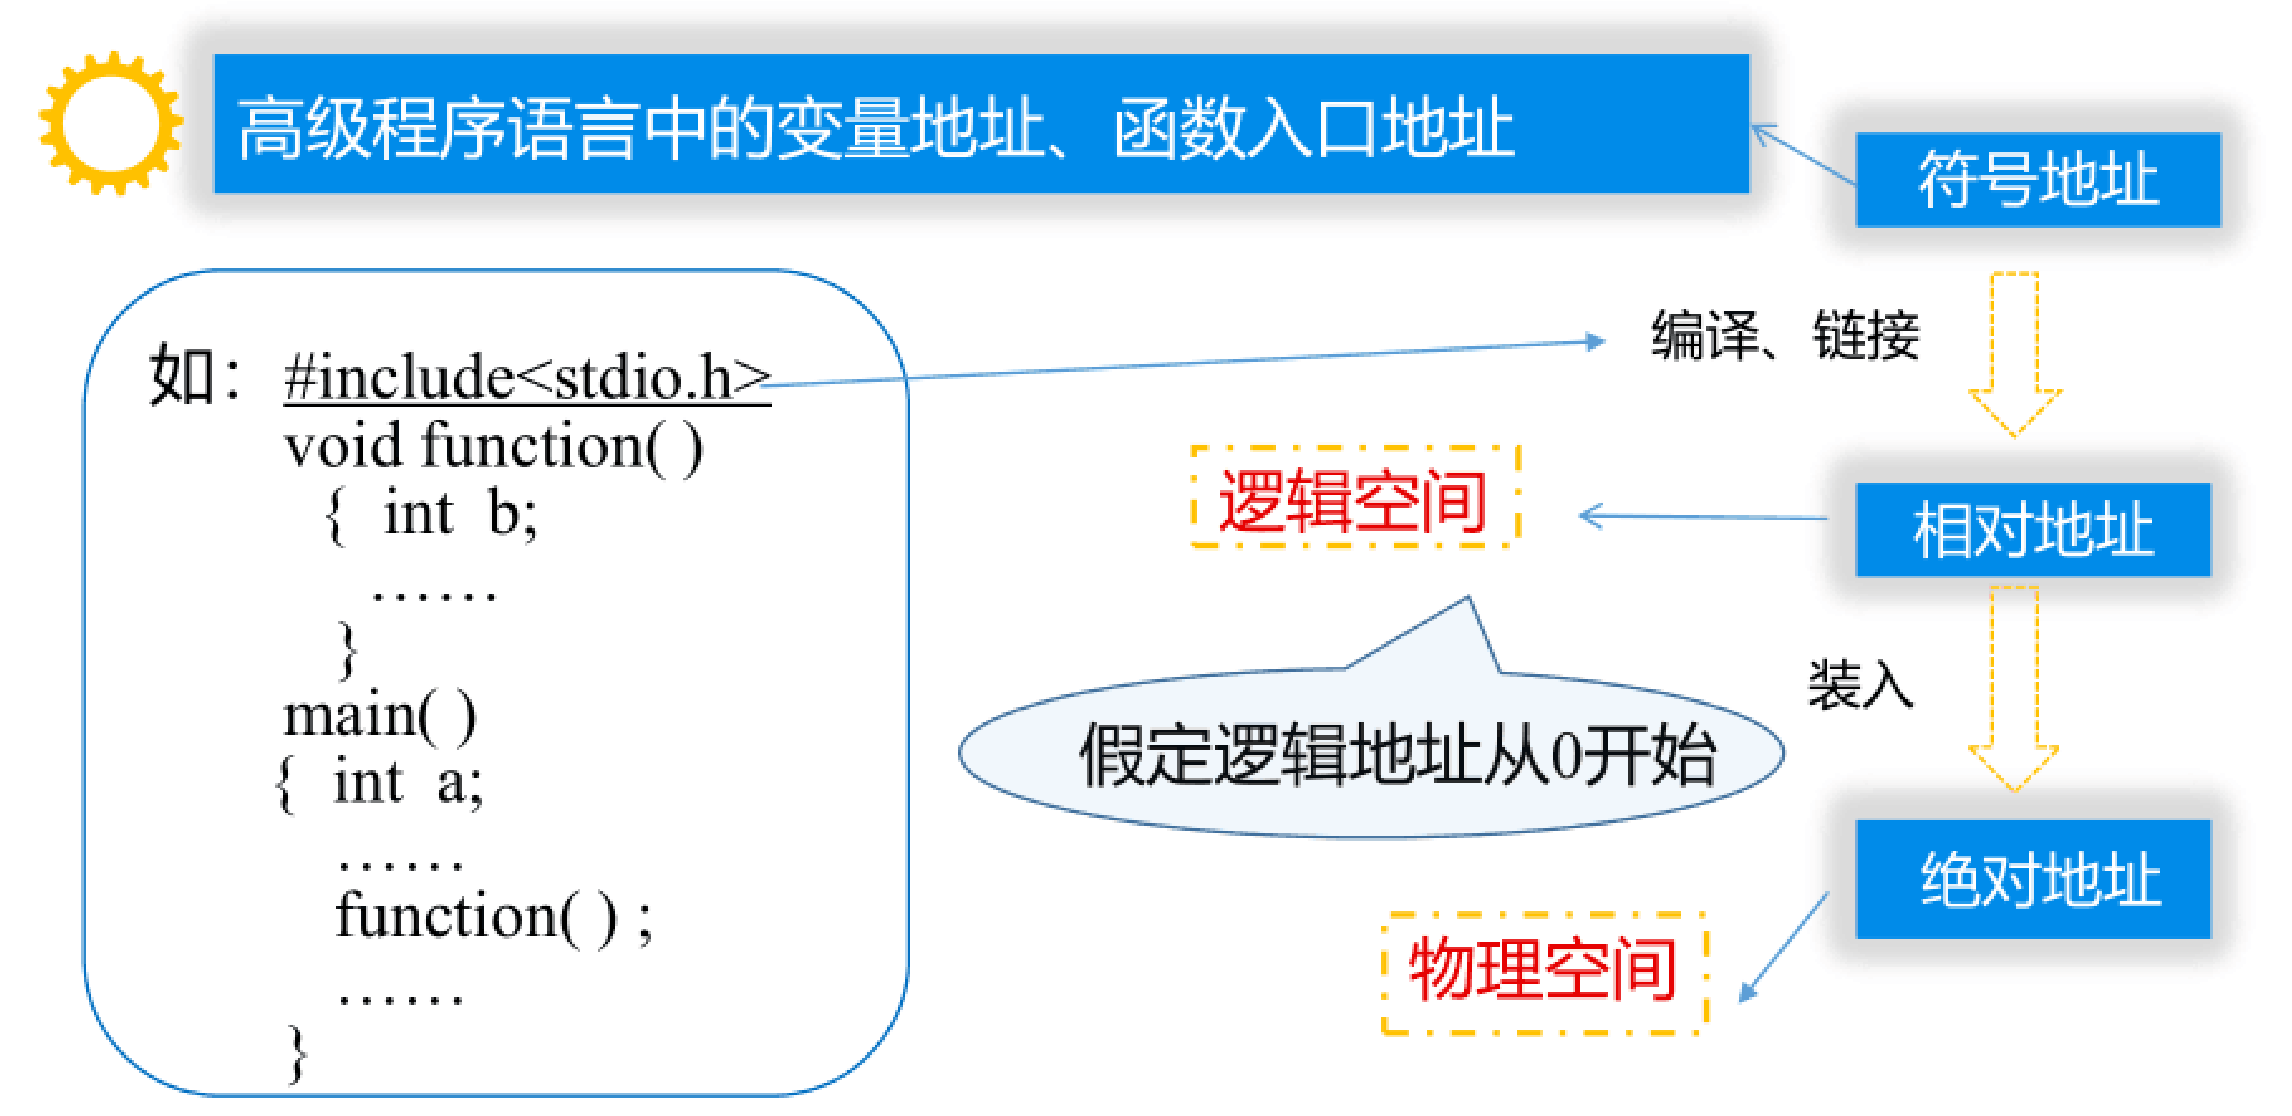 高级程序语言中的变量地址、函数入口地址
符号地址
如：#include<stdio.h>
void function( )
{ int b;
……
}
main( )
{ int a;
……
function( ) ;
……
}
编译、链接
逻辑空间
相对地址
假定逻辑地址从0开始
装入
绝对地址
物理空间